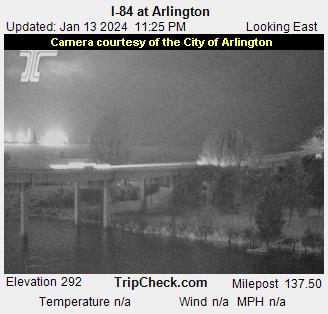 I-84 at Arlington
Updated: Jan 13 2024 11:25 PM Looking East
Camera courtesy of the City of Arlington
Elevation 292 TripCheck.com Milepost 137.50
Temperature n/a Wind n/a MPH n/a